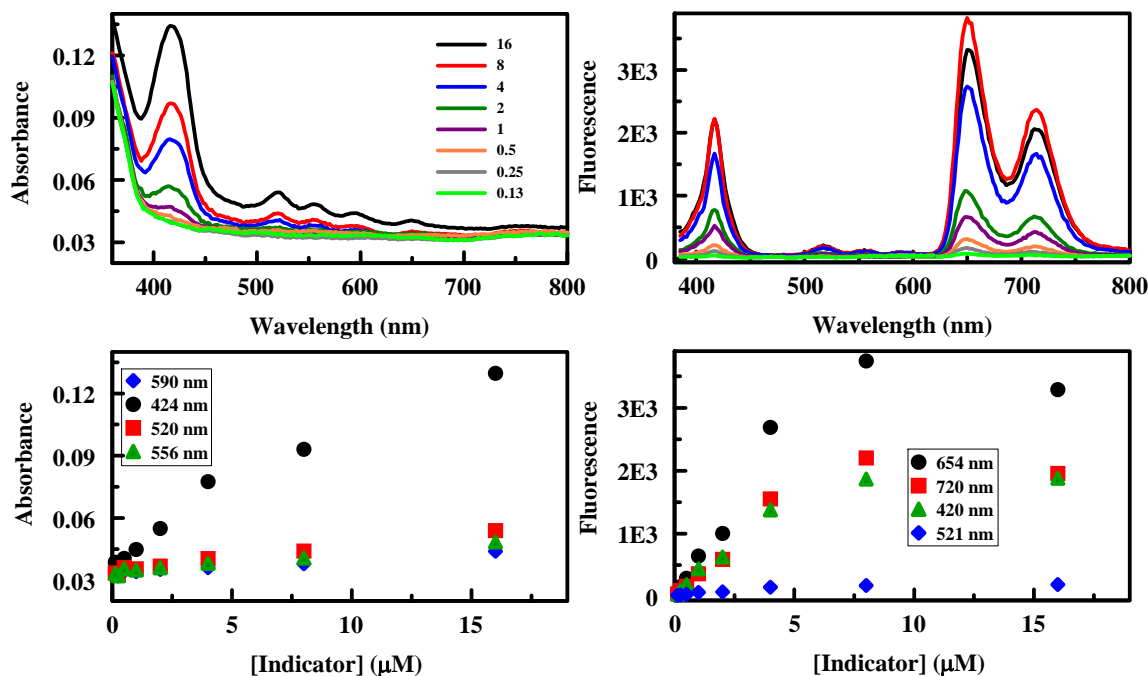 Absorbance
0.12
0.09
0.06
0.03
16
8
4
2
1
0.5
0.25
0.13
400
500
600
700
800
Wavelength (nm)
Fluorescence
3E3
2E3
1E3
0
400
500
600
700
800
Wavelength (nm)
Absorbance
0.12
0.09
0.06
0.03
590 nm
424 nm
520 nm
556 nm
0
5
10
15
[Indicator] (μM)
Fluorescence
3E3
2E3
1E3
0
654 nm
720 nm
420 nm
521 nm
0
5
10
15
[Indicator] (μM)